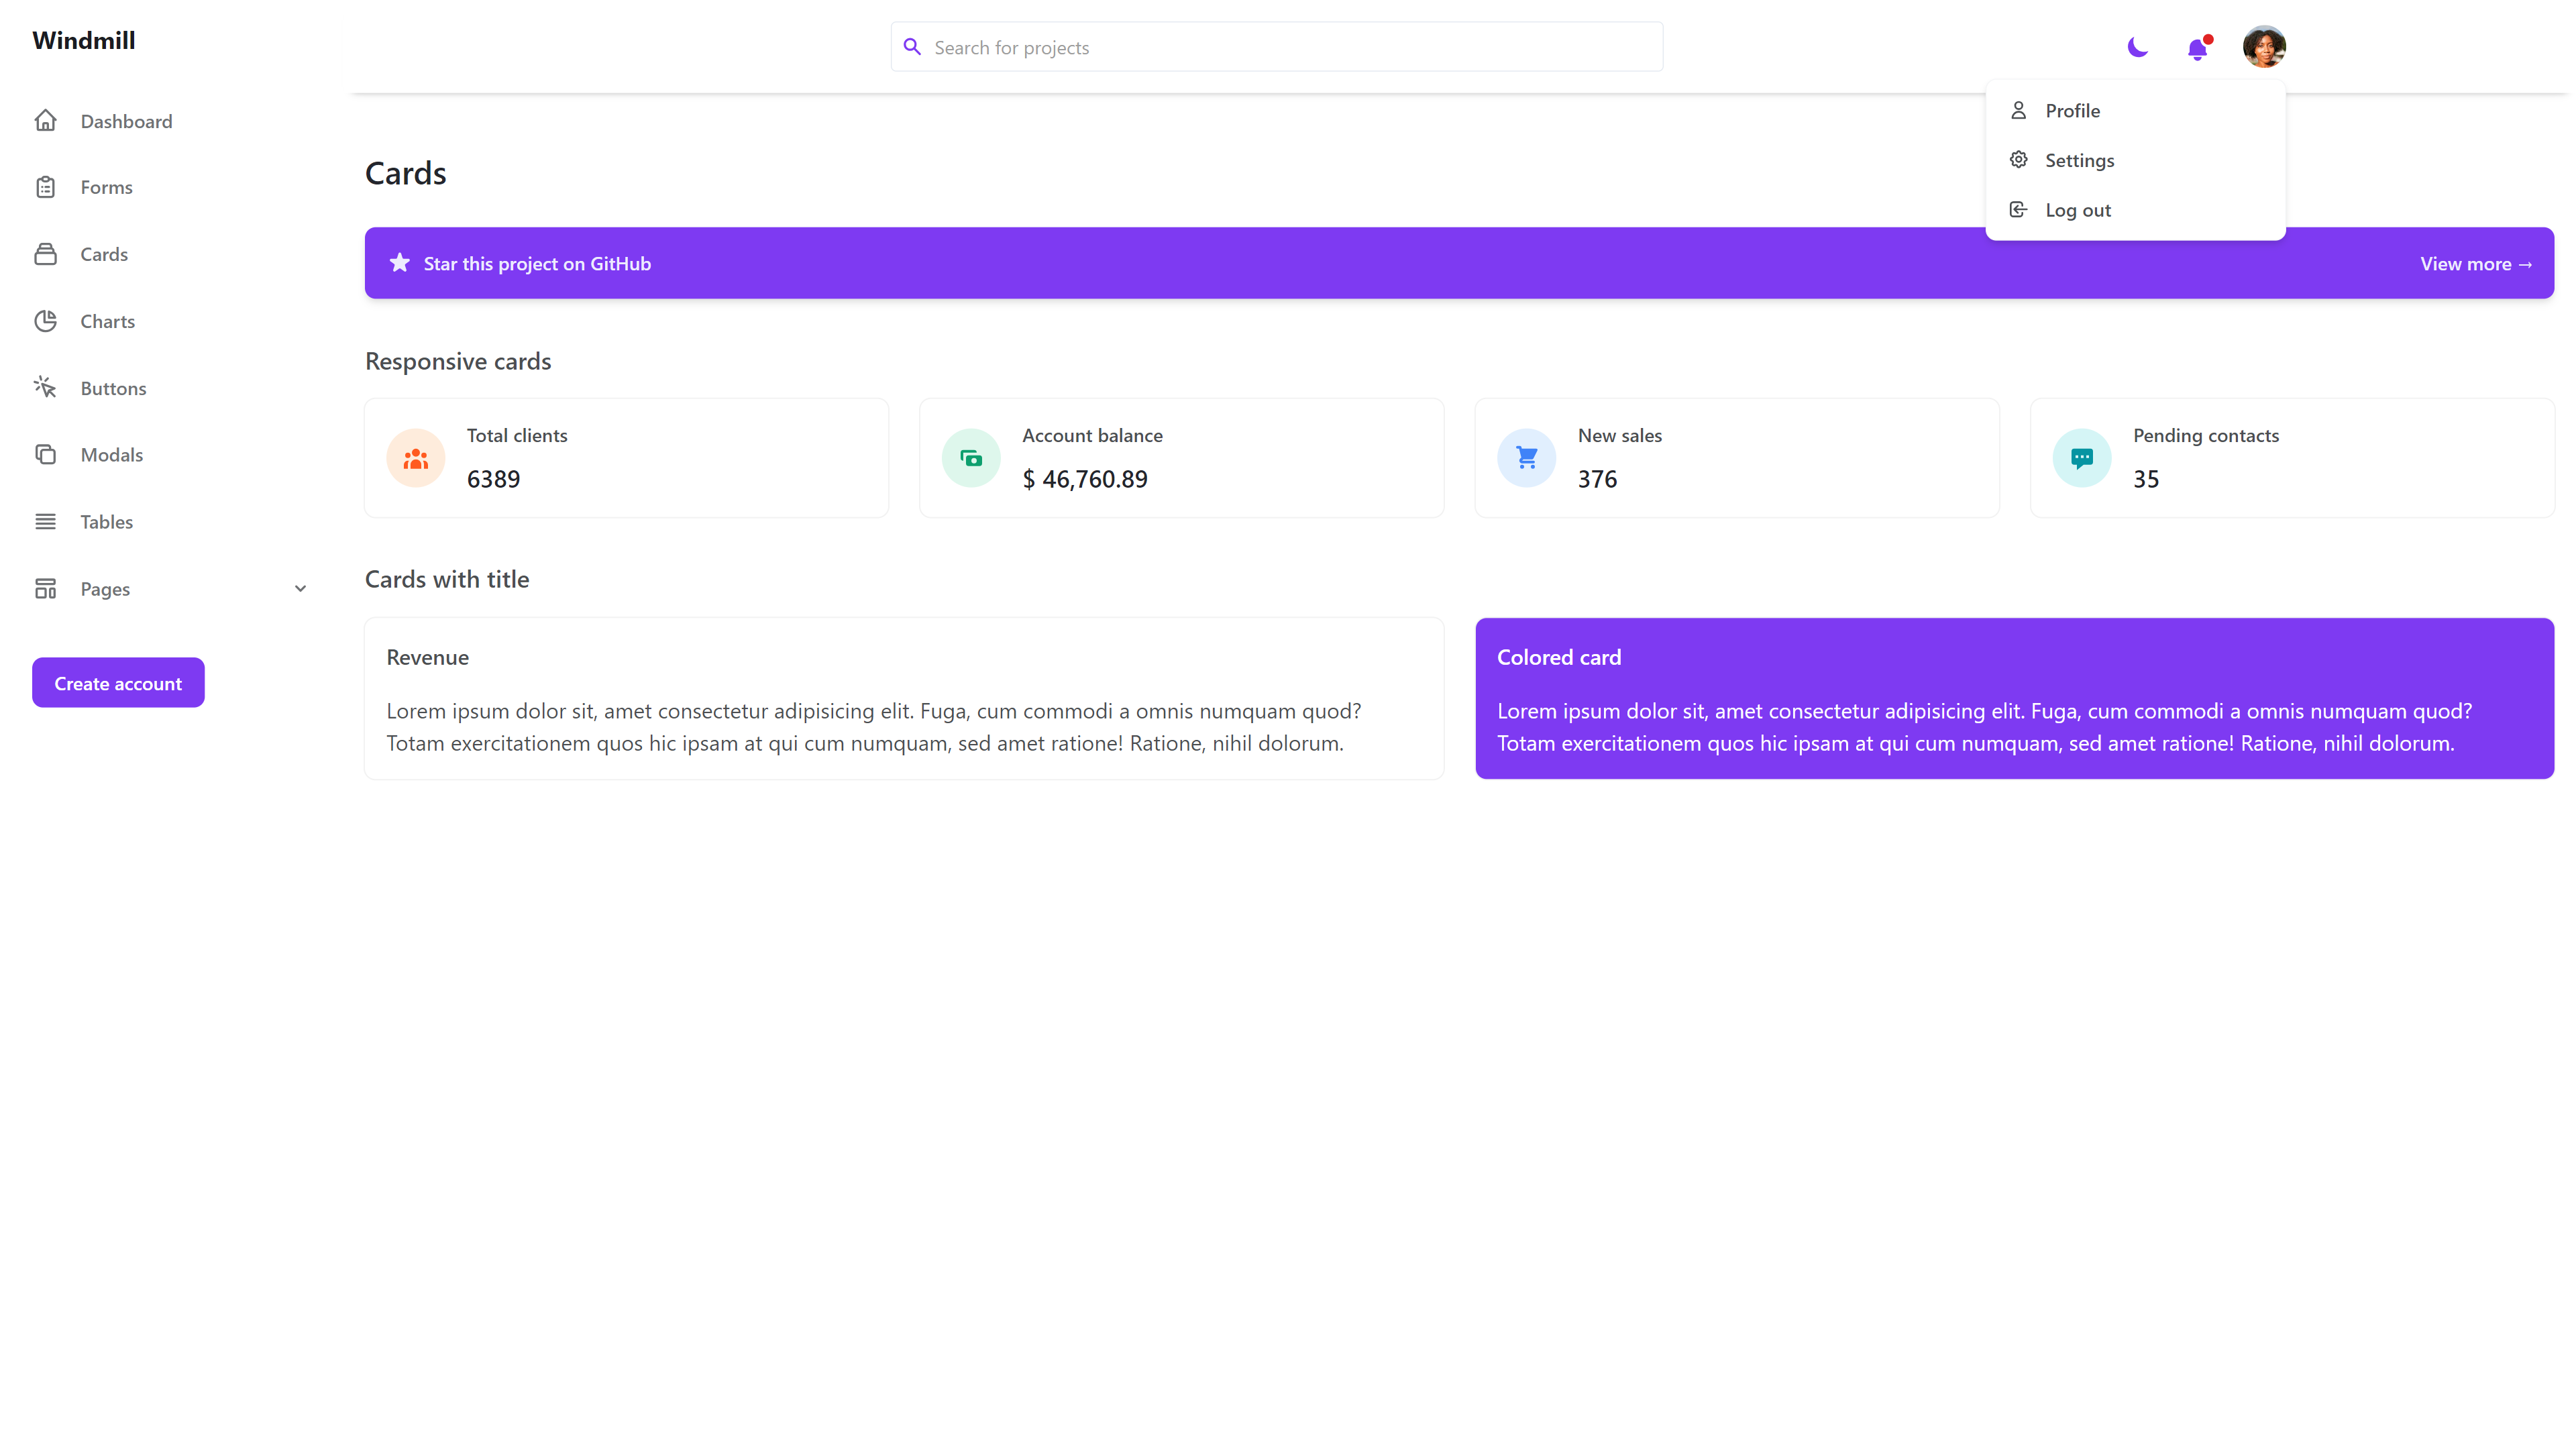 Windmill
Dashboard
Forms
Cards
Charts
Buttons
Modals
Tables
Pages
Create account
Search for projects
Profile
Settings
Log out
Cards
Star this project on GitHub
View more →
Responsive cards
Total clients
6389
Account balance
$ 46,760.89
New sales
376
Pending contacts
35
Cards with title
Revenue
Lorem ipsum dolor sit, amet consectetur adipisicing elit. Fuga, cum commodi a omnis numquam quod?
Totam exercitationem quos hic ipsam at qui cum numquam, sed amet ratione! Ratione, nihil dolorum.
Colored card
Lorem ipsum dolor sit, amet consectetur adipisicing elit. Fuga, cum commodi a omnis numquam quod?
Totam exercitationem quos hic ipsam at qui cum numquam, sed amet ratione! Ratione, nihil dolorum.